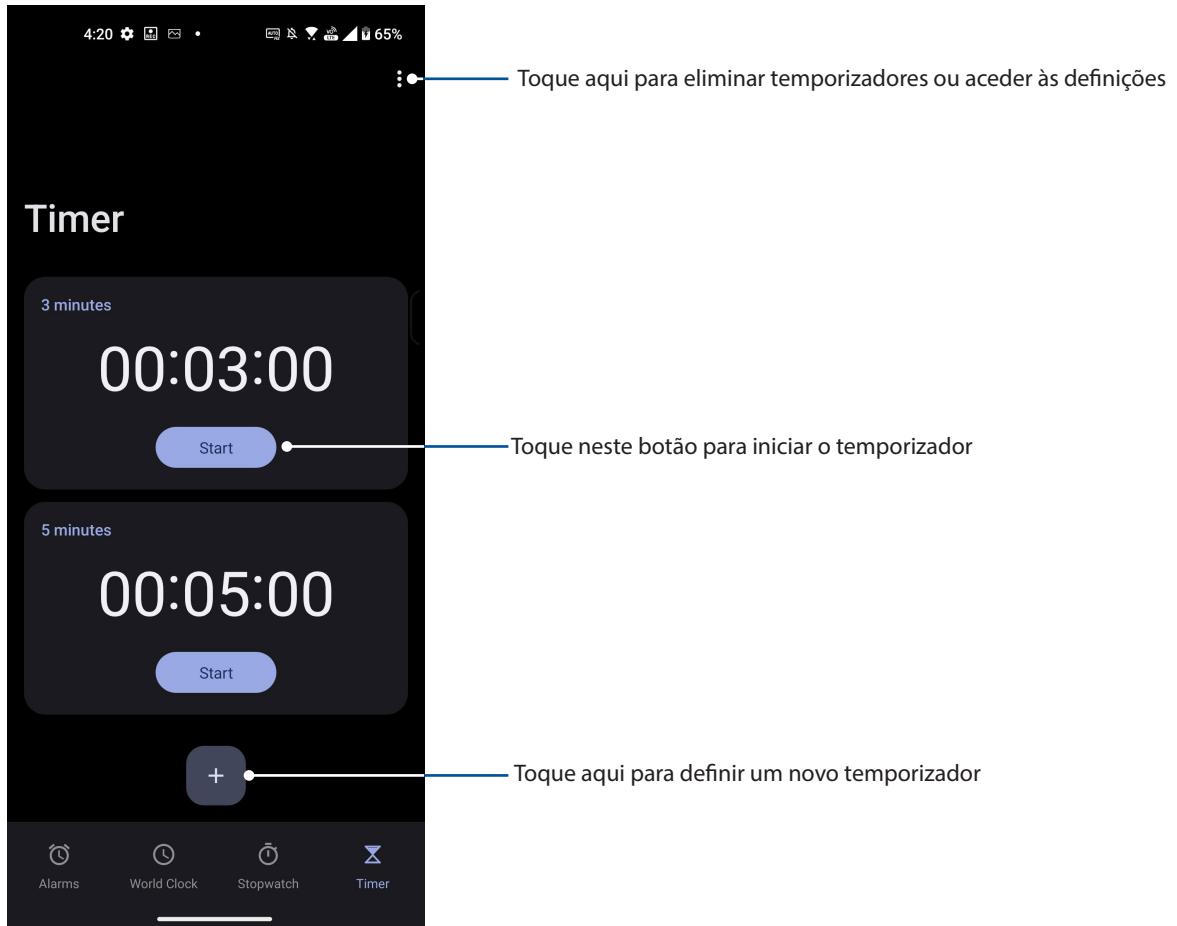 4:20 65%
Toque aqui para eliminar temporizadores ou aceder às definições
Timer
3 minutes
00:03:00
Start
Toque neste botão para iniciar o temporizador
5 minutes
00:05:00
Start
+
Toque aqui para definir um novo temporizador
Alarms World Clock Stopwatch Timer